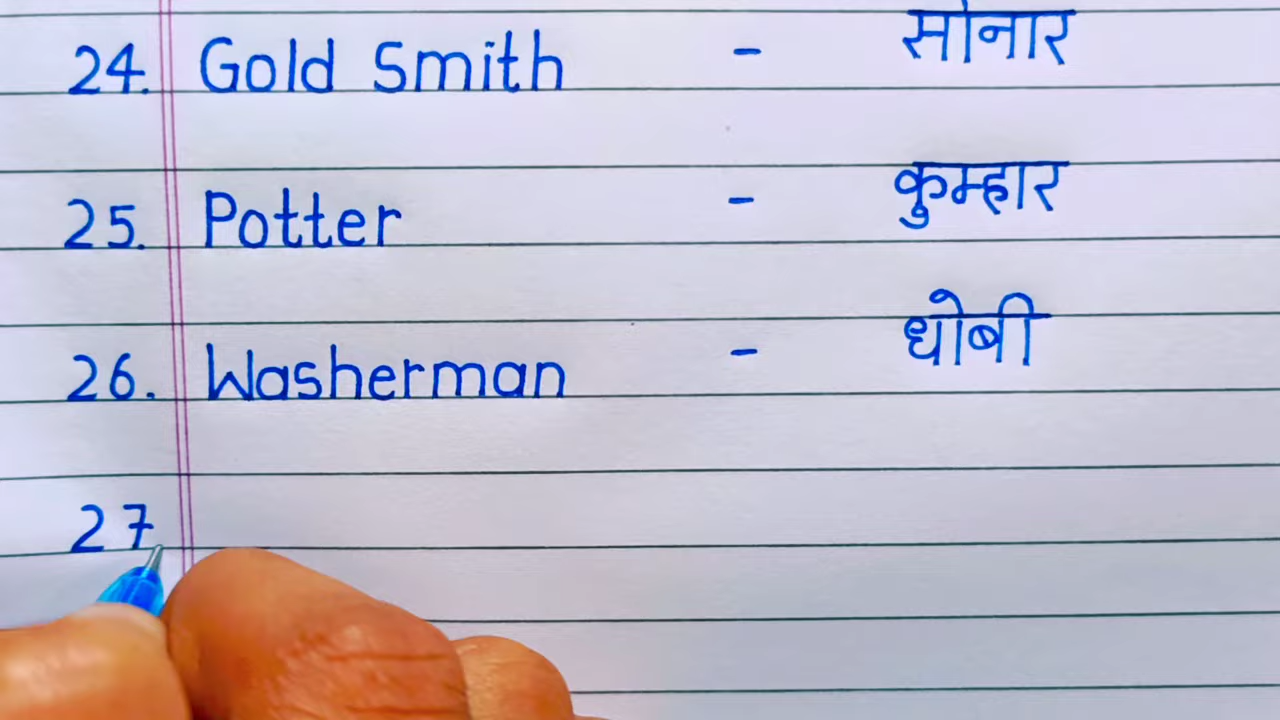 24. Gold Smith - सोनार
25. Potter - कुम्हार
26. Washerman - धोबी
27